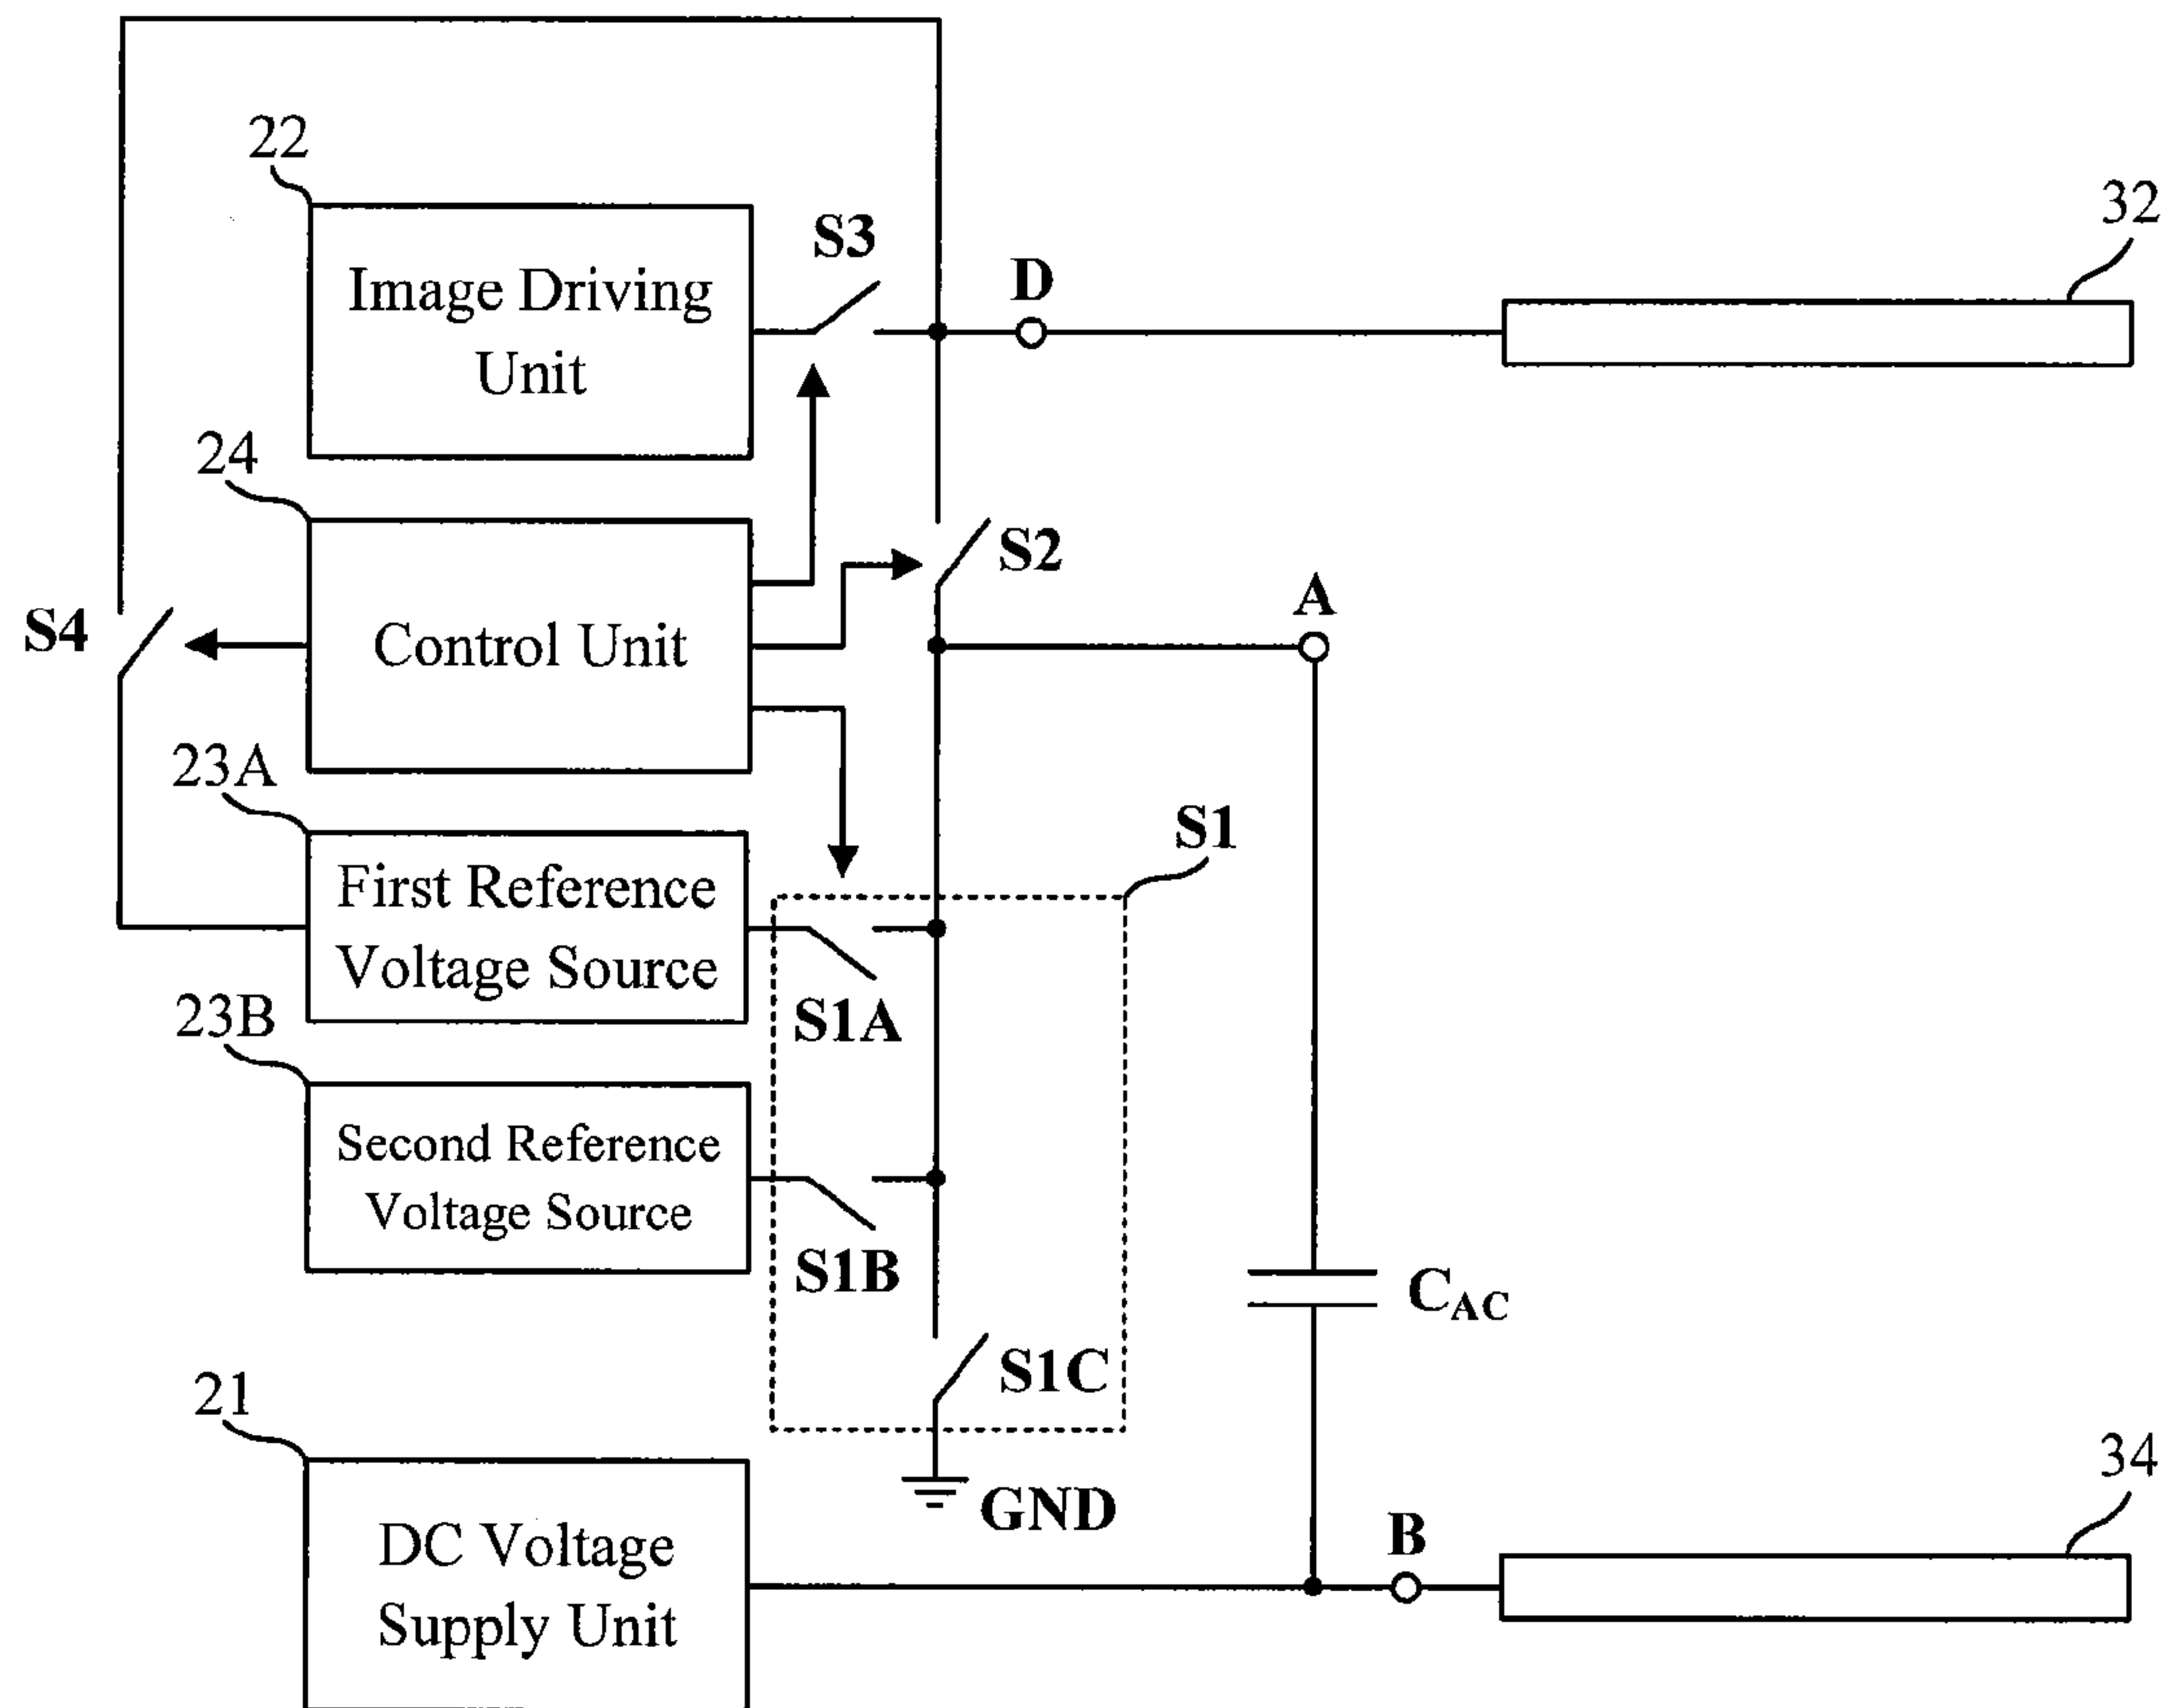 22
Image Driving
Unit
S3
D
32
24
Control Unit
S2
S4
A
23A
First Reference
Voltage Source
S1
S1A
23B
Second Reference
Voltage Source
S1B
CAC
S1C
21
DC Voltage
Supply Unit
GND
B
34